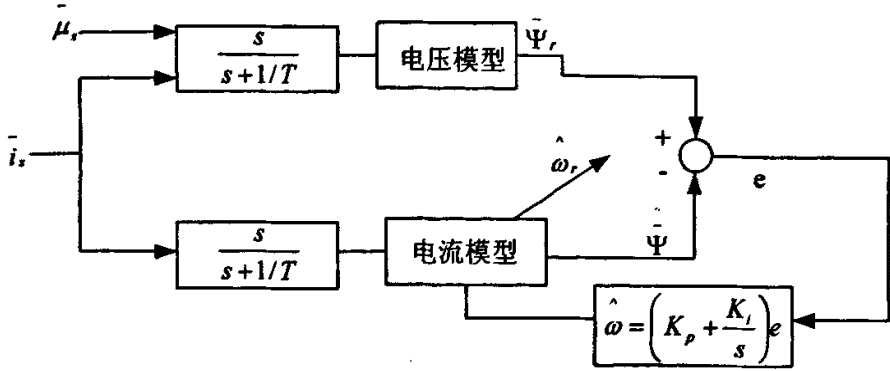 μ̄ₛ
s/(s+1/T)
电压模型
Ψ̄ᵣ
īₛ
+
-
e
ω̂ᵣ
s/(s+1/T)
电流模型
Ψ̄̂
ω̂ = (Kₚ + Kᵢ/s)e